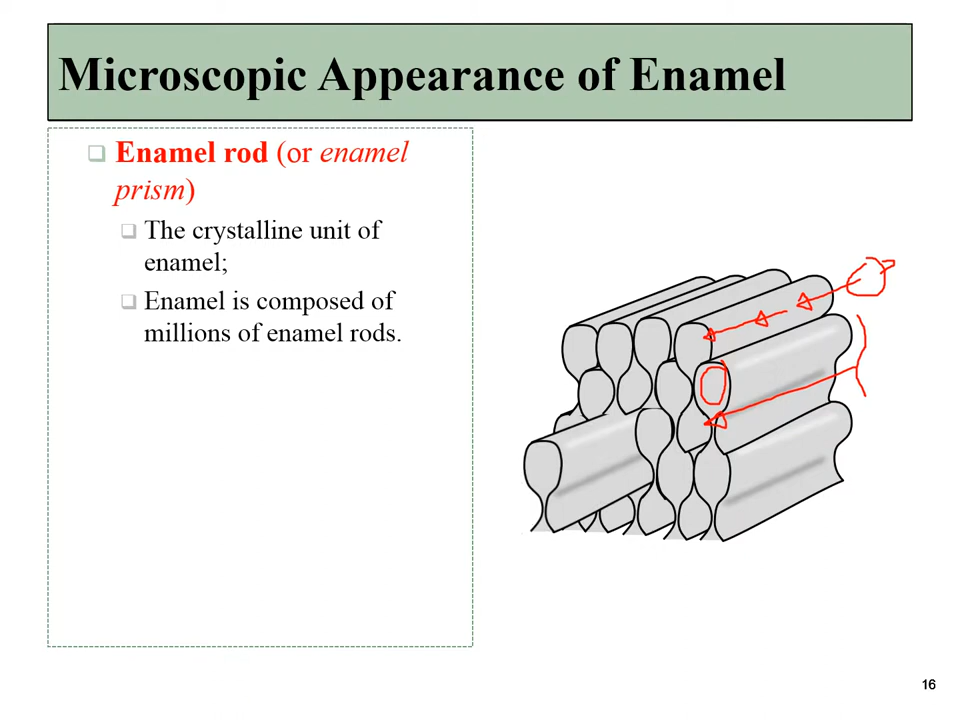 Microscopic Appearance of Enamel
Enamel rod (or enamel
prism)
The crystalline unit of
enamel;
Enamel is composed of
millions of enamel rods.
16